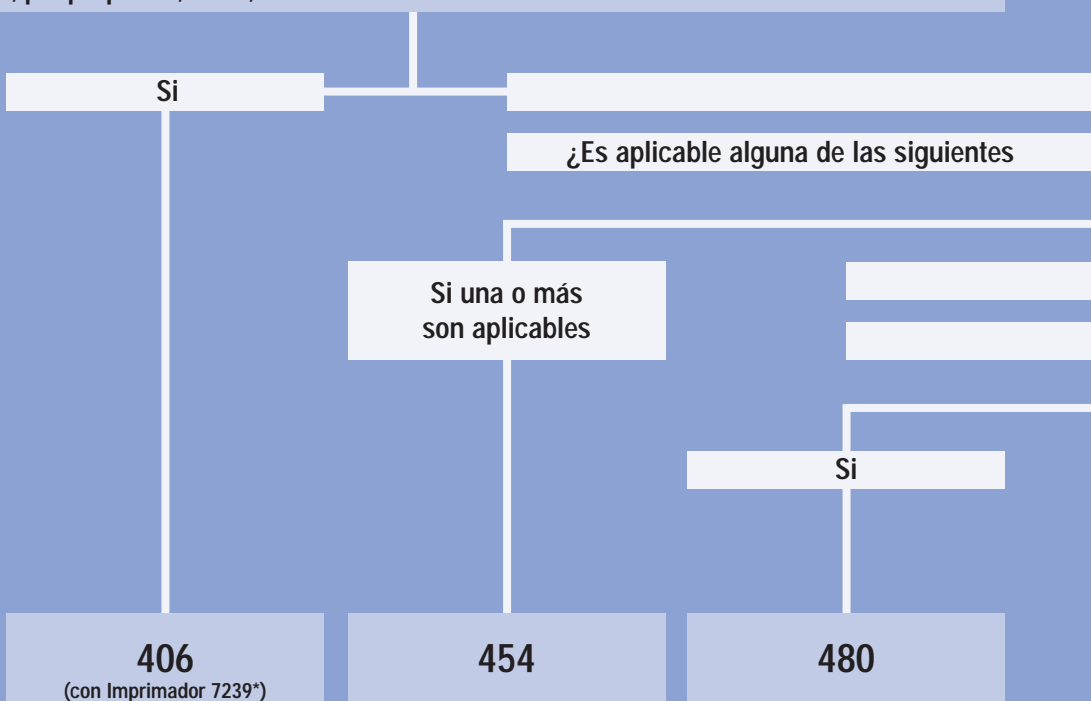 Si
¿Es aplicable alguna de las siguientes
Si una o más
son aplicables
Si
406
(con Imprimador 7239*)
454
480